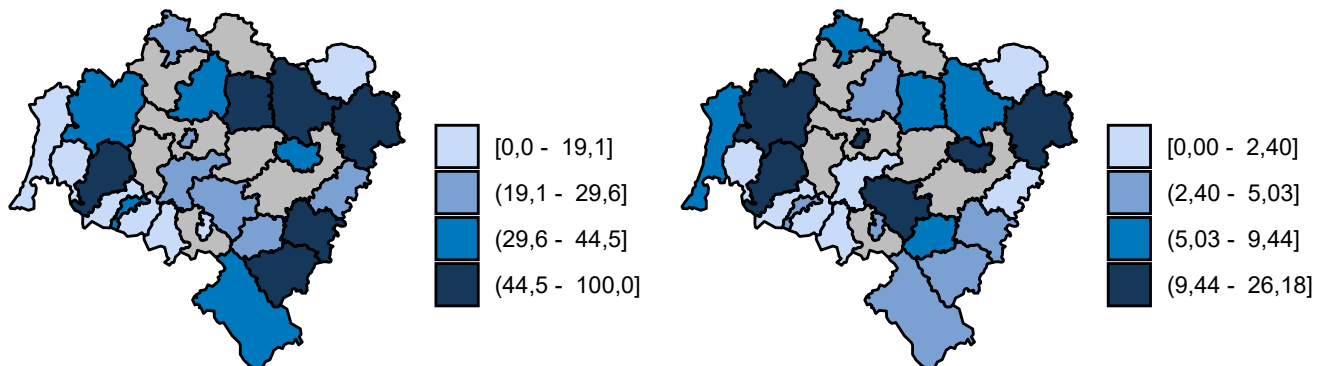 [0,0 - 19,1]
(19,1 - 29,6]
(29,6 - 44,5]
(44,5 - 100,0]
[0,00 - 2,40]
(2,40 - 5,03]
(5,03 - 9,44]
(9,44 - 26,18]